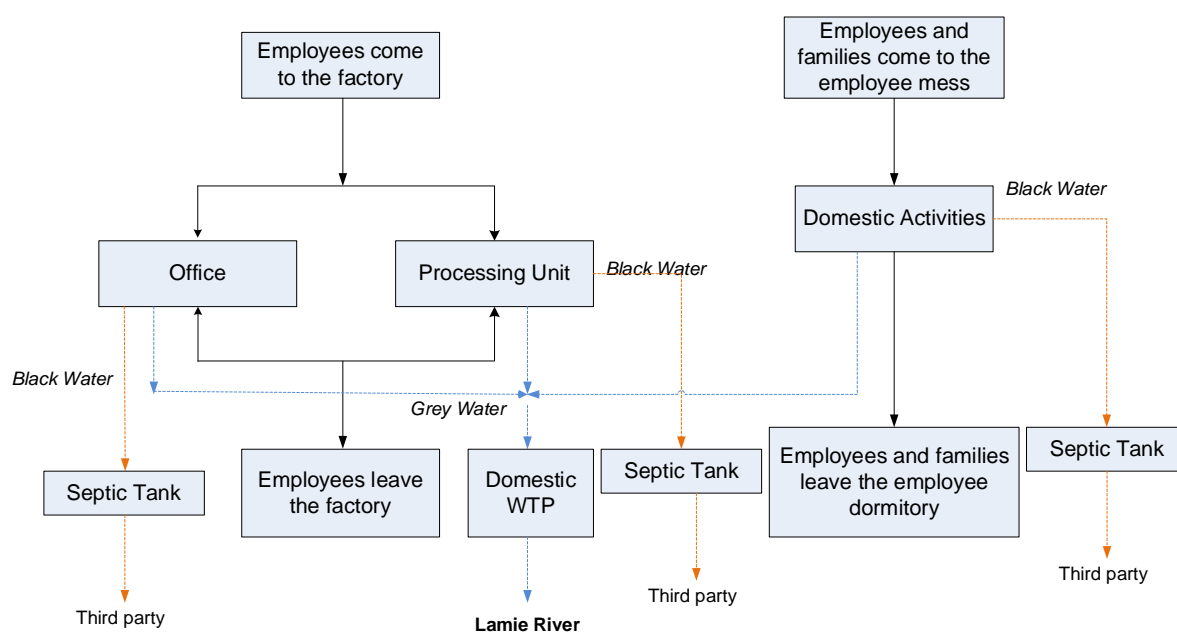 Employees come
to the factory
Employees and
families come to the
employee mess
Black Water
Domestic Activities
Office
Processing Unit
Black Water
Black Water
Grey Water
Septic Tank
Employees leave
the factory
Domestic
WTP
Septic Tank
Employees and families
leave the employee
dormitory
Septic Tank
Third party
Lamie River
Third party
Third party